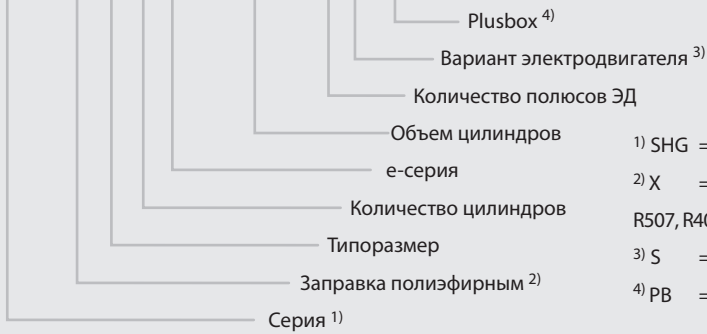 Plusbox 4)
Вариант электродвигателя 3)
Количество полюсов ЭД
Объем цилиндров
е-серия
Количество цилиндров
Типоразмер
Заправка полиэфирным 2)
Серия 1)
1) SHG =
2) X =
R507, R40
3) S =
4) PB =